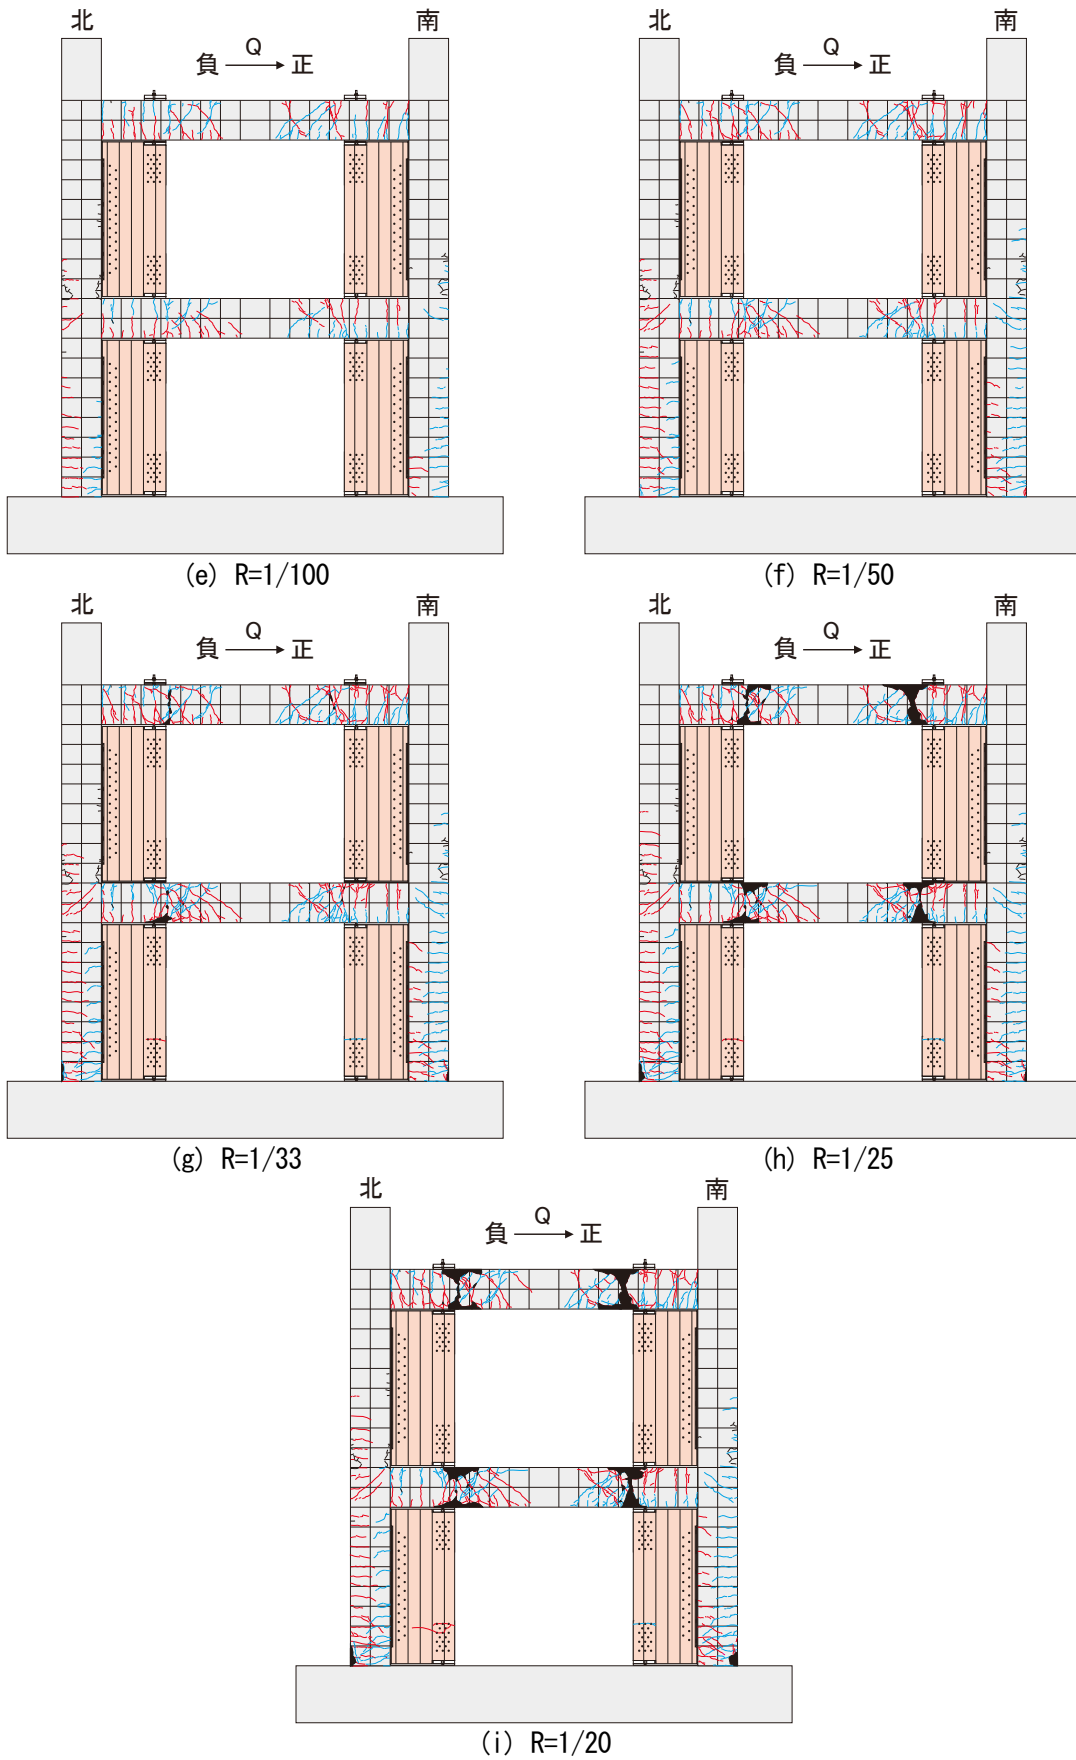 北 南
Q
負 → 正
(e) R=1/100
北 南
Q
負 → 正
(f) R=1/50
北 南
Q
負 → 正
(g) R=1/33
北 南
Q
負 → 正
(h) R=1/25
北 南
Q
負 → 正
(i) R=1/20